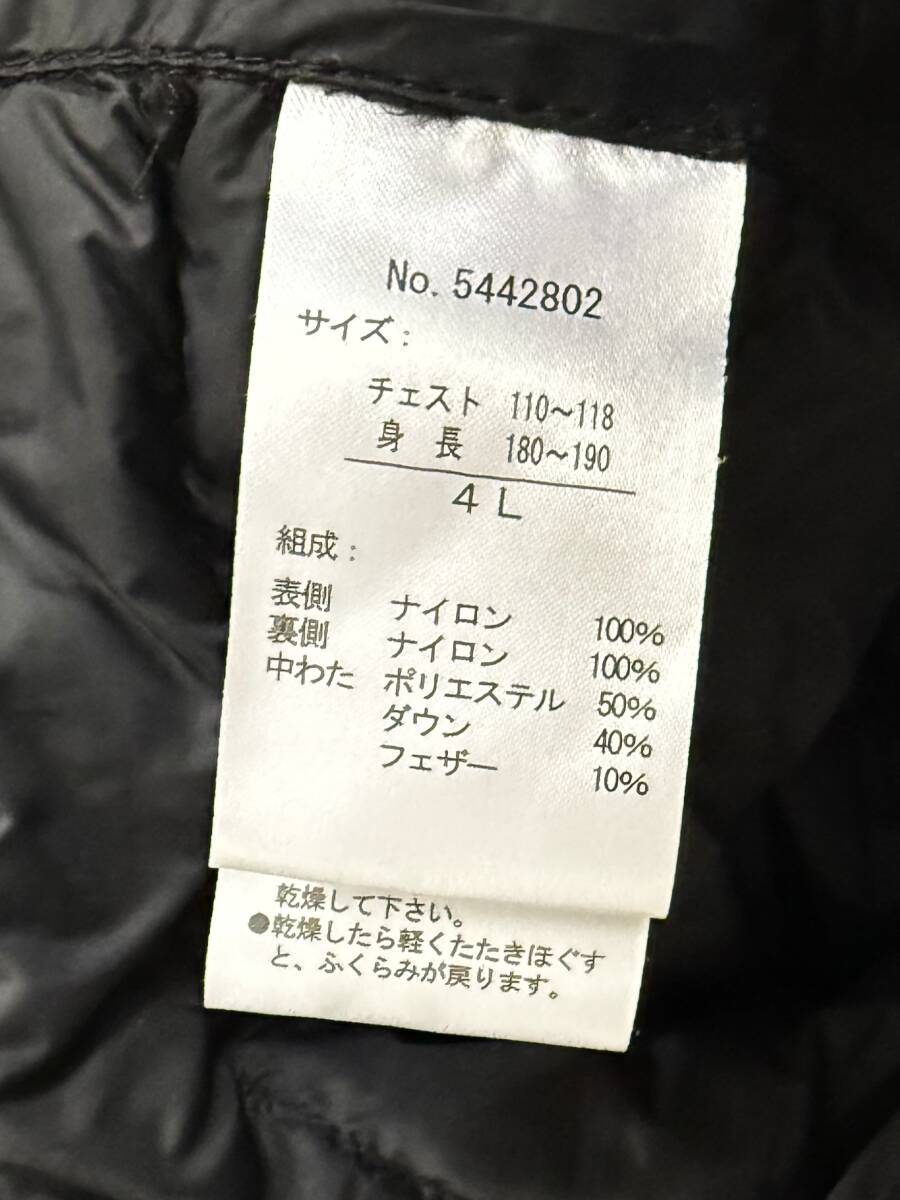 No. 5442802
サイズ:
チェスト 110～118
身 長 180～190
4L
組成:
表側 ナイロン 100%
裏側 ナイロン 100%
中わた ポリエステル 50%
ダウン 40%
フェザー 10%
乾燥して下さい。
●乾燥したら軽くたたきほぐす
と、ふくらみが戻ります。